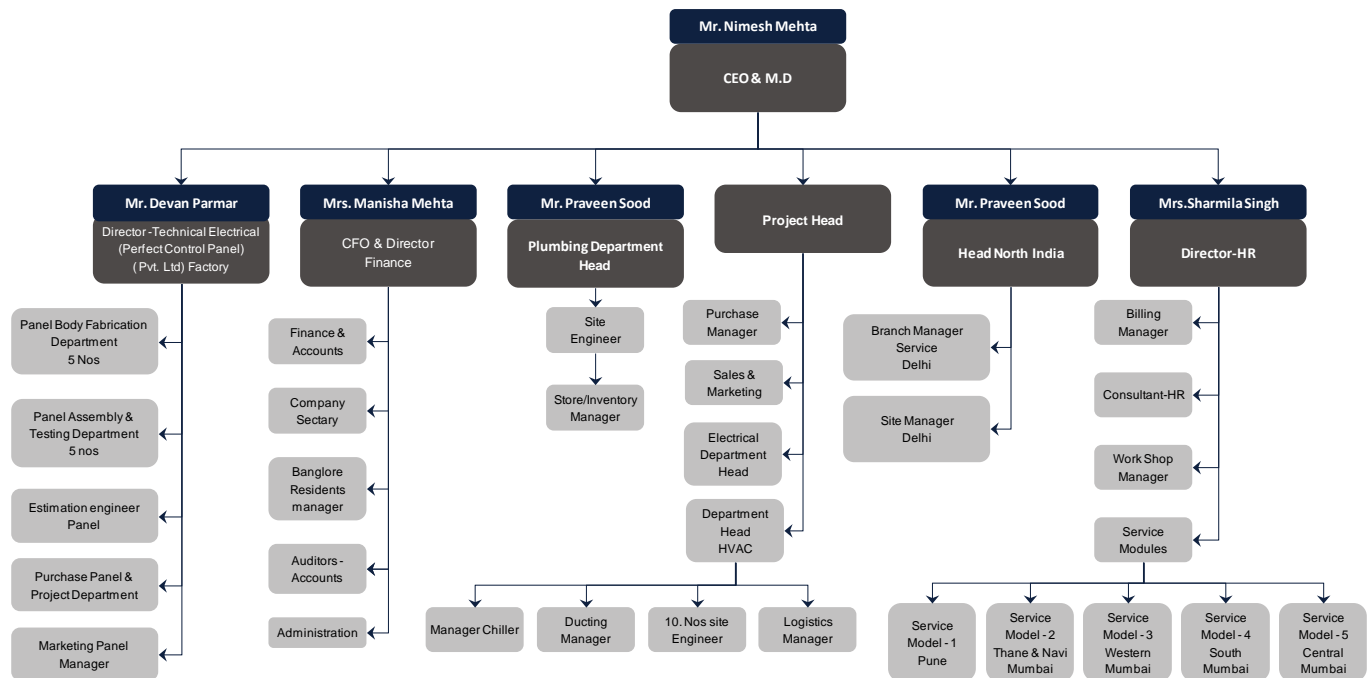 Mr. Nimesh Mehta
CEO & M.D
Mr. Devan Parmar
Director -Technical Electrical
(Perfect Control Panel)
( Pvt. Ltd) Factory
Panel Body Fabrication
Department
5 Nos
Panel Assembly &
Testing Department
5 nos
Estimation engineer
Panel
Purchase Panel &
Project Department
Marketing Panel
Manager
Mrs. Manisha Mehta
CFO & Director
Finance
Finance &
Accounts
Company
Sectary
Banglore
Residents
manager
Auditors -
Accounts
Administration
Mr. Praveen Sood
Plumbing Department
Head
Site
Engineer
Store/Inventory
Manager
Project Head
Purchase
Manager
Sales &
Marketing
Electrical
Department
Head
Department
Head
HVAC
Manager Chiller
Ducting
Manager
10. Nos site
Engineer
Logistics
Manager
Mr. Praveen Sood
Head North India
Branch Manager
Service
Delhi
Site Manager
Delhi
Mrs.Sharmila Singh
Director-HR
Billing
Manager
Consultant-HR
Work Shop
Manager
Service
Modules
Service
Model - 1
Pune
Service
Model - 2
Thane & Navi
Mumbai
Service
Model - 3
Western
Mumbai
Service
Model - 4
South
Mumbai
Service
Model - 5
Central
Mumbai